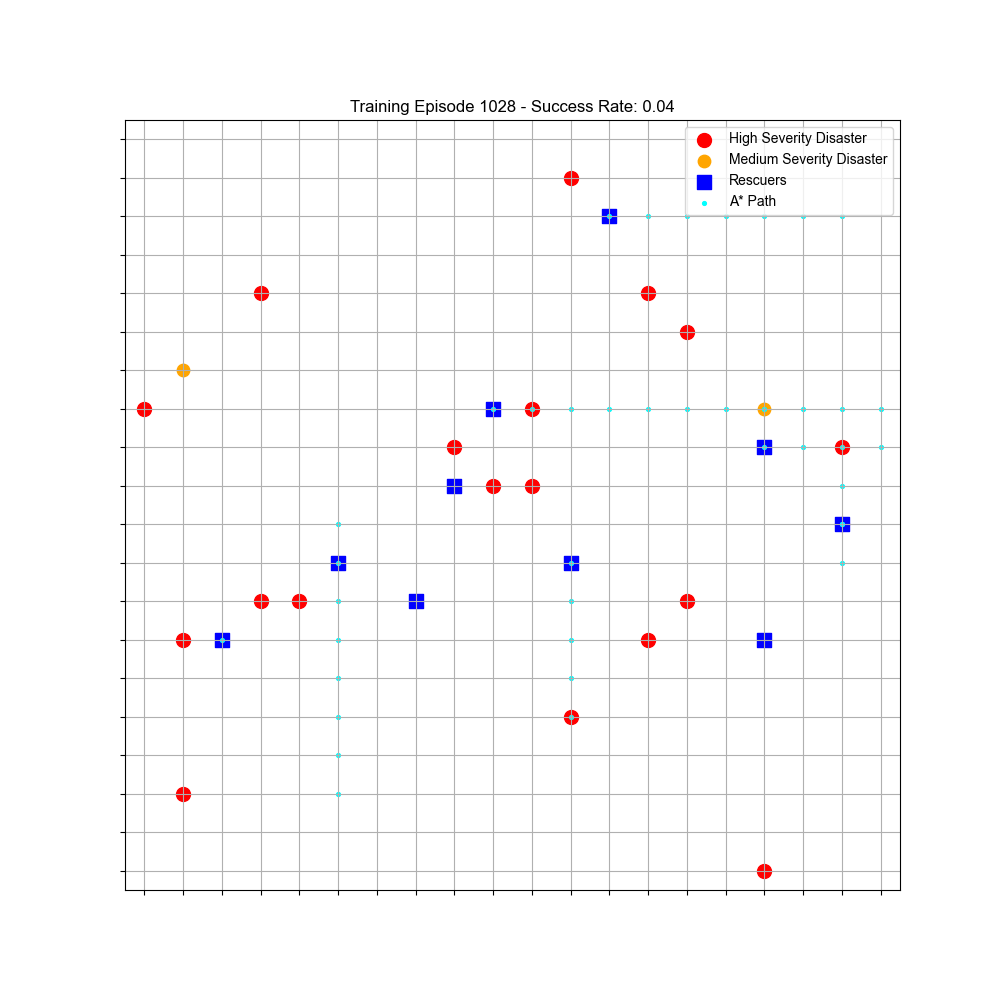 Training Episode 1028 - Success Rate: 0.04
High Severity Disaster
Medium Severity Disaster
Rescuers
A* Path